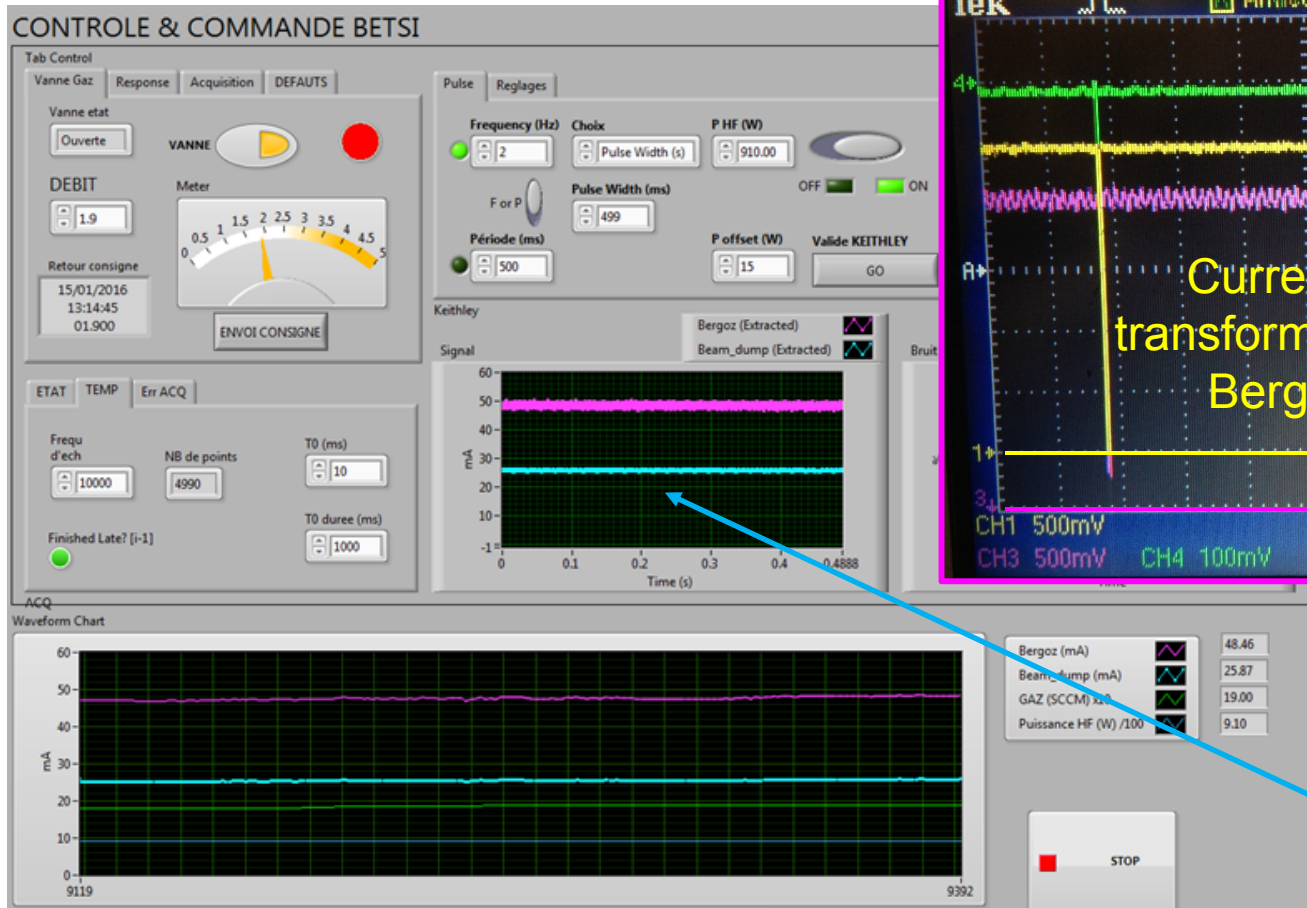 CONTROLE & COMMANDE BETSI
Tab Control
Vanne Gaz Response Acquisition DEFAUTS
Vanne etat
Ouverte
VANNE
DEBIT
1.9
Meter
0 0.5 1 1.5 2 2.5 3 3.5 4 4.5 5
Retour consigne
15/01/2016
13:14:45
01.900
ENVOI CONSIGNE
Pulse Reglages
Frequency (Hz) Choix P HF (W)
2 Pulse Width (s) 910.00
F or P
Pulse Width (ms)
499
OFF ON
Période (ms) P offset (W) Valide KEITHLEY
500 15 GO
ETAT TEMP Err ACQ
Frequ
d'ech
10000
NB de points
4990
T0 (ms)
10
Finished Late? [i-1]
T0 duree (ms)
1000
Keithley
Signal
Bergoz (Extracted)
Beam_dump (Extracted)
Bruit
60
50
40
30
20
10
-1
mA
0 0.1 0.2 0.3 0.4 0.4888
Time (s)
Tek
4
A
1
3
Curre
transform
Berg
CH1 500mV
CH3 500mV CH4 100mV
ACQ
Waveform Chart
60
50
40
30
20
10
0
mA
9119 9392
Bergoz (mA) 48.46
Beam_dump (mA) 25.87
GAZ (SCCM) 19.00
Puissance HF (W) /100 9.10
STOP